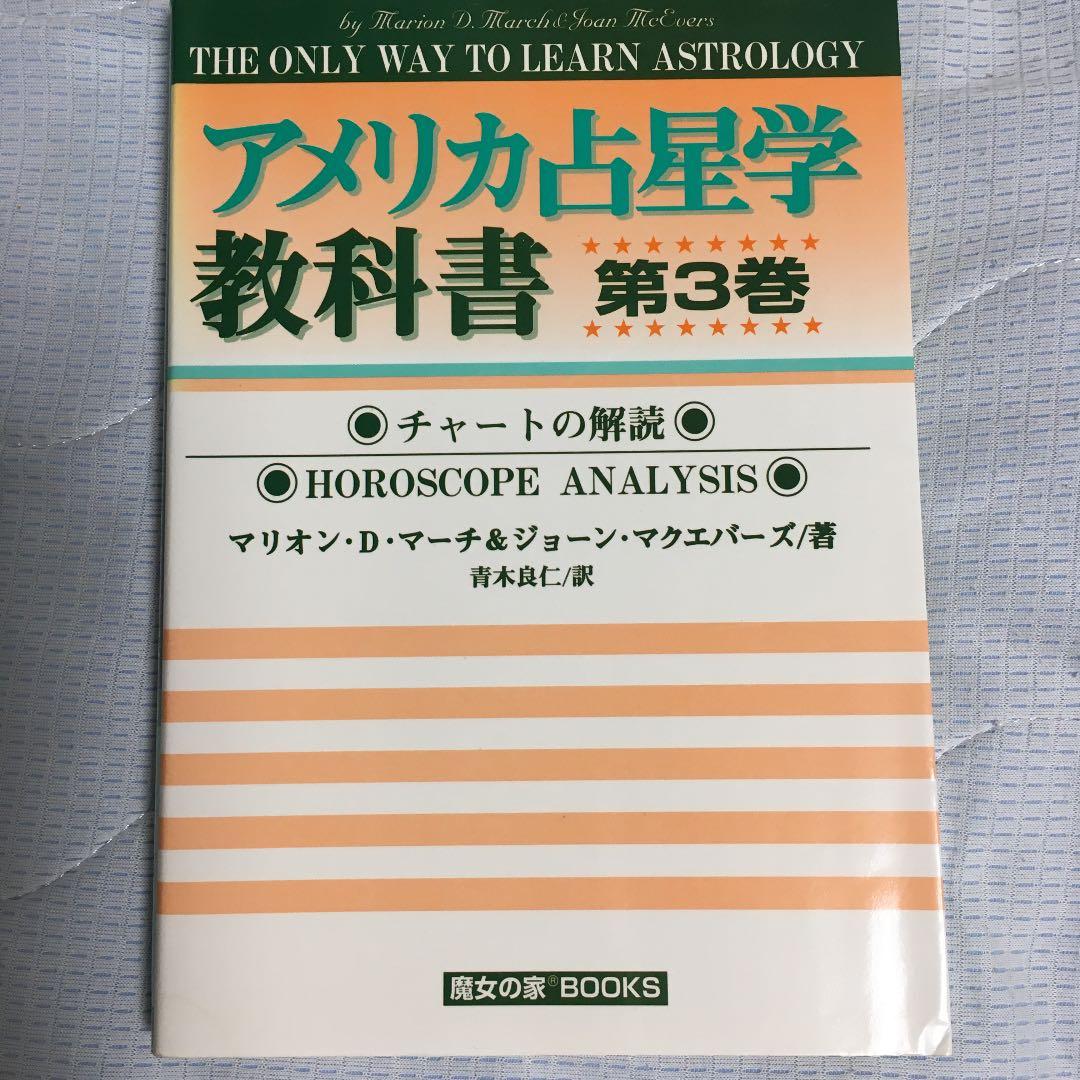 by Marion D. March & Joan McEvers
THE ONLY WAY TO LEARN ASTROLOGY
アメリカ占星学
教科書 第3巻
チャートの解読
HOROSCOPE ANALYSIS
マリオン・D・マーチ&ジョーン・マクエバーズ/著
青木良仁/訳
魔女の家® BOOKS